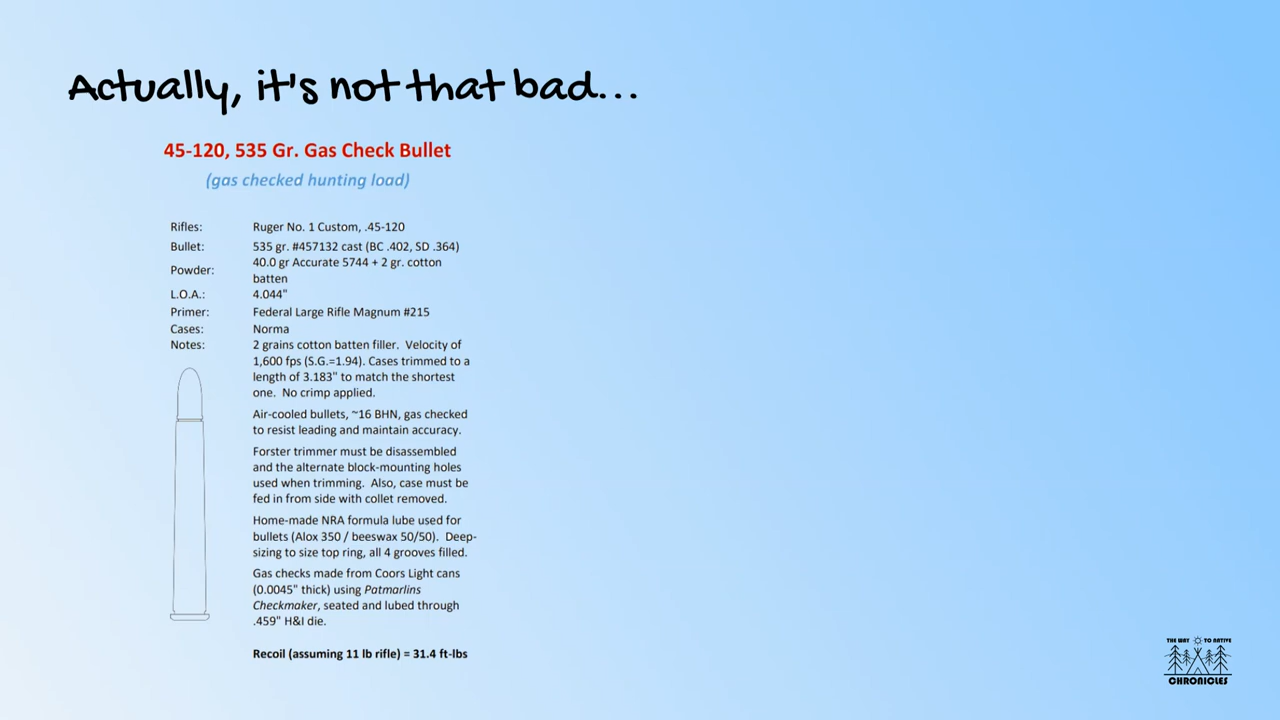 Actually, it's not that bad...
45-120, 535 Gr. Gas Check Bullet
(gas checked hunting load)
Rifles: Ruger No. 1 Custom, .45-120
Bullet: 535 gr. #457132 cast (BC .402, SD .364)
Powder: 40.0 gr Accurate 5744 + 2 gr. cotton
batten
L.O.A.: 4.044"
Primer: Federal Large Rifle Magnum #215
Cases: Norma
Notes: 2 grains cotton batten filler. Velocity of
1,600 fps (S.G.=1.94). Cases trimmed to a
length of 3.183" to match the shortest
one. No crimp applied.
Air-cooled bullets, ~16 BHN, gas checked
to resist leading and maintain accuracy.
Forster trimmer must be disassembled
and the alternate block-mounting holes
used when trimming. Also, case must be
fed in from side with collet removed.
Home-made NRA formula lube used for
bullets (Alox 350 / beeswax 50/50). Deep-
sizing to size top ring, all 4 grooves filled.
Gas checks made from Coors Light cans
(0.0045" thick) using Patmarlins
Checkmaker, seated and lubed through
.459" H&I die.
Recoil (assuming 11 lb rifle) = 31.4 ft-lbs
THE WAY TO NATIVE
CHRONICLES